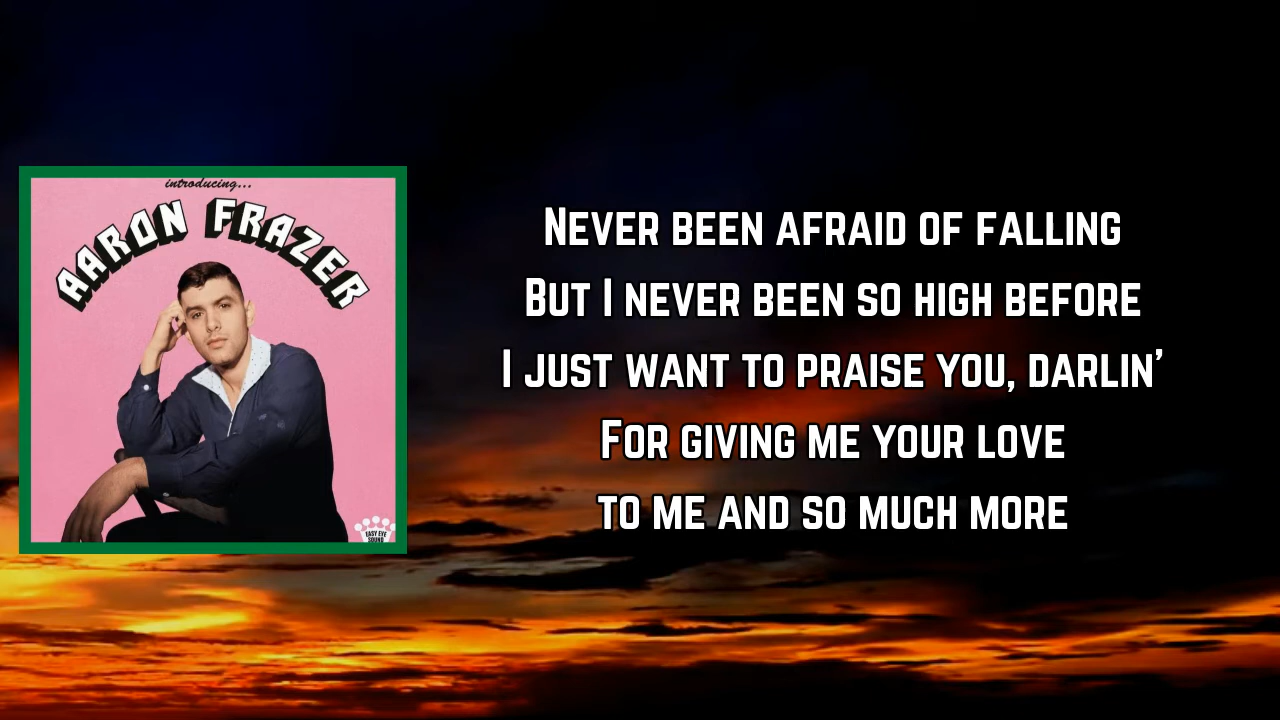 introducing...
AARON FRAZER
EASY EYE
SOUND
NEVER BEEN AFRAID OF FALLING
BUT I NEVER BEEN SO HIGH BEFORE
I JUST WANT TO PRAISE YOU, DARLIN'
FOR GIVING ME YOUR LOVE
TO ME AND SO MUCH MORE